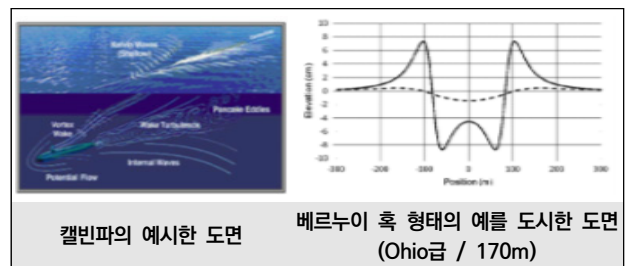 Vortex
Wake
Wake Turbulence
Pancake Eddies
Internal Waves
Potential Flow
Elevation (cm)
10
8
6
4
2
0
-2
-4
-6
-8
-10
-300
-200
-100
0
100
200
300
Position (m)
캘빈파의 예시한 도면
베르누이 혹 형태의 예를 도시한 도면
(Ohio급 / 170m)